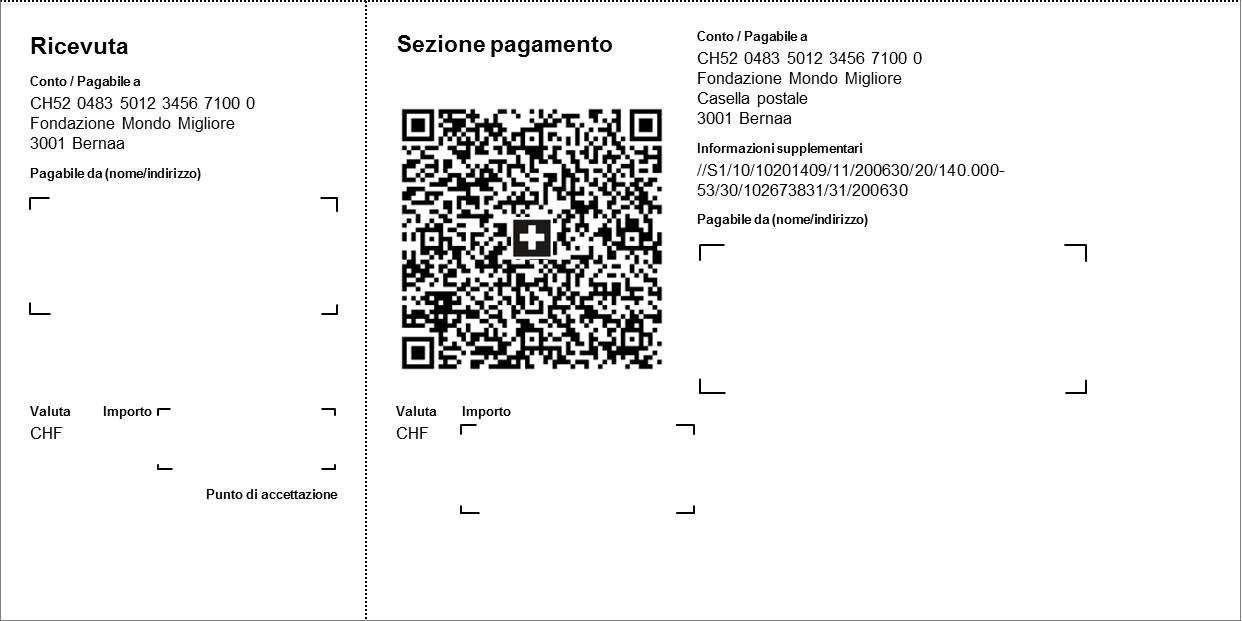 Ricevuta
Conto / Pagabile a
CH52 0483 5012 3456 7100 0
Fondazione Mondo Migliore
3001 Bernaa
Pagabile da (nome/indirizzo)
Valuta Importo
CHF
Punto di accettazione
Sezione pagamento
Valuta Importo
CHF
Conto / Pagabile a
CH52 0483 5012 3456 7100 0
Fondazione Mondo Migliore
Casella postale
3001 Bernaa
Informazioni supplementari
//S1/10/10201409/11/200630/20/140.000-
53/30/102673831/31/200630
Pagabile da (nome/indirizzo)